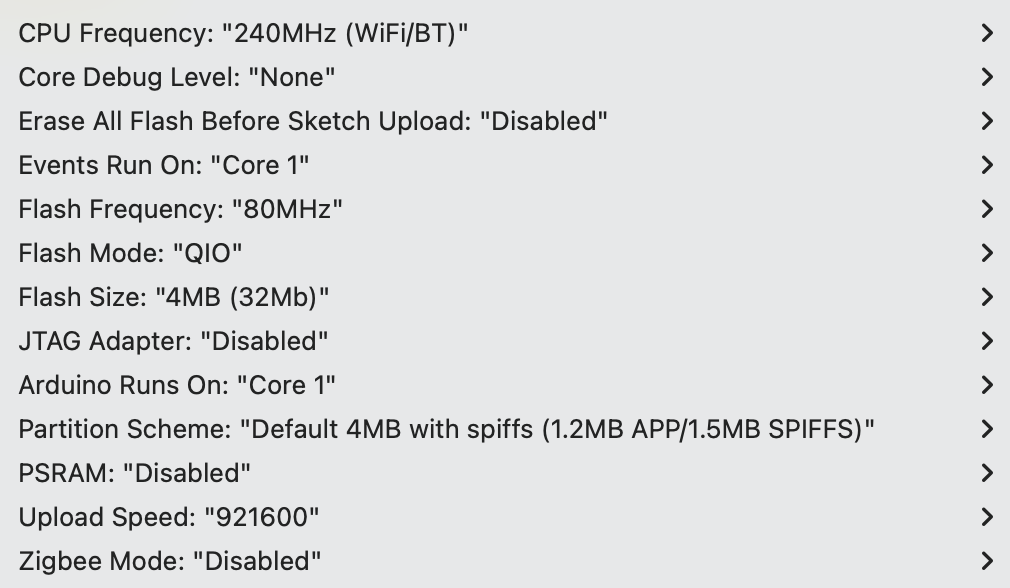 CPU Frequency: "240MHz (WiFi/BT)"
Core Debug Level: "None"
Erase All Flash Before Sketch Upload: "Disabled"
Events Run On: "Core 1"
Flash Frequency: "80MHz"
Flash Mode: "QIO"
Flash Size: "4MB (32Mb)"
JTAG Adapter: "Disabled"
Arduino Runs On: "Core 1"
Partition Scheme: "Default 4MB with spiffs (1.2MB APP/1.5MB SPIFFS)"
PSRAM: "Disabled"
Upload Speed: "921600"
Zigbee Mode: "Disabled"